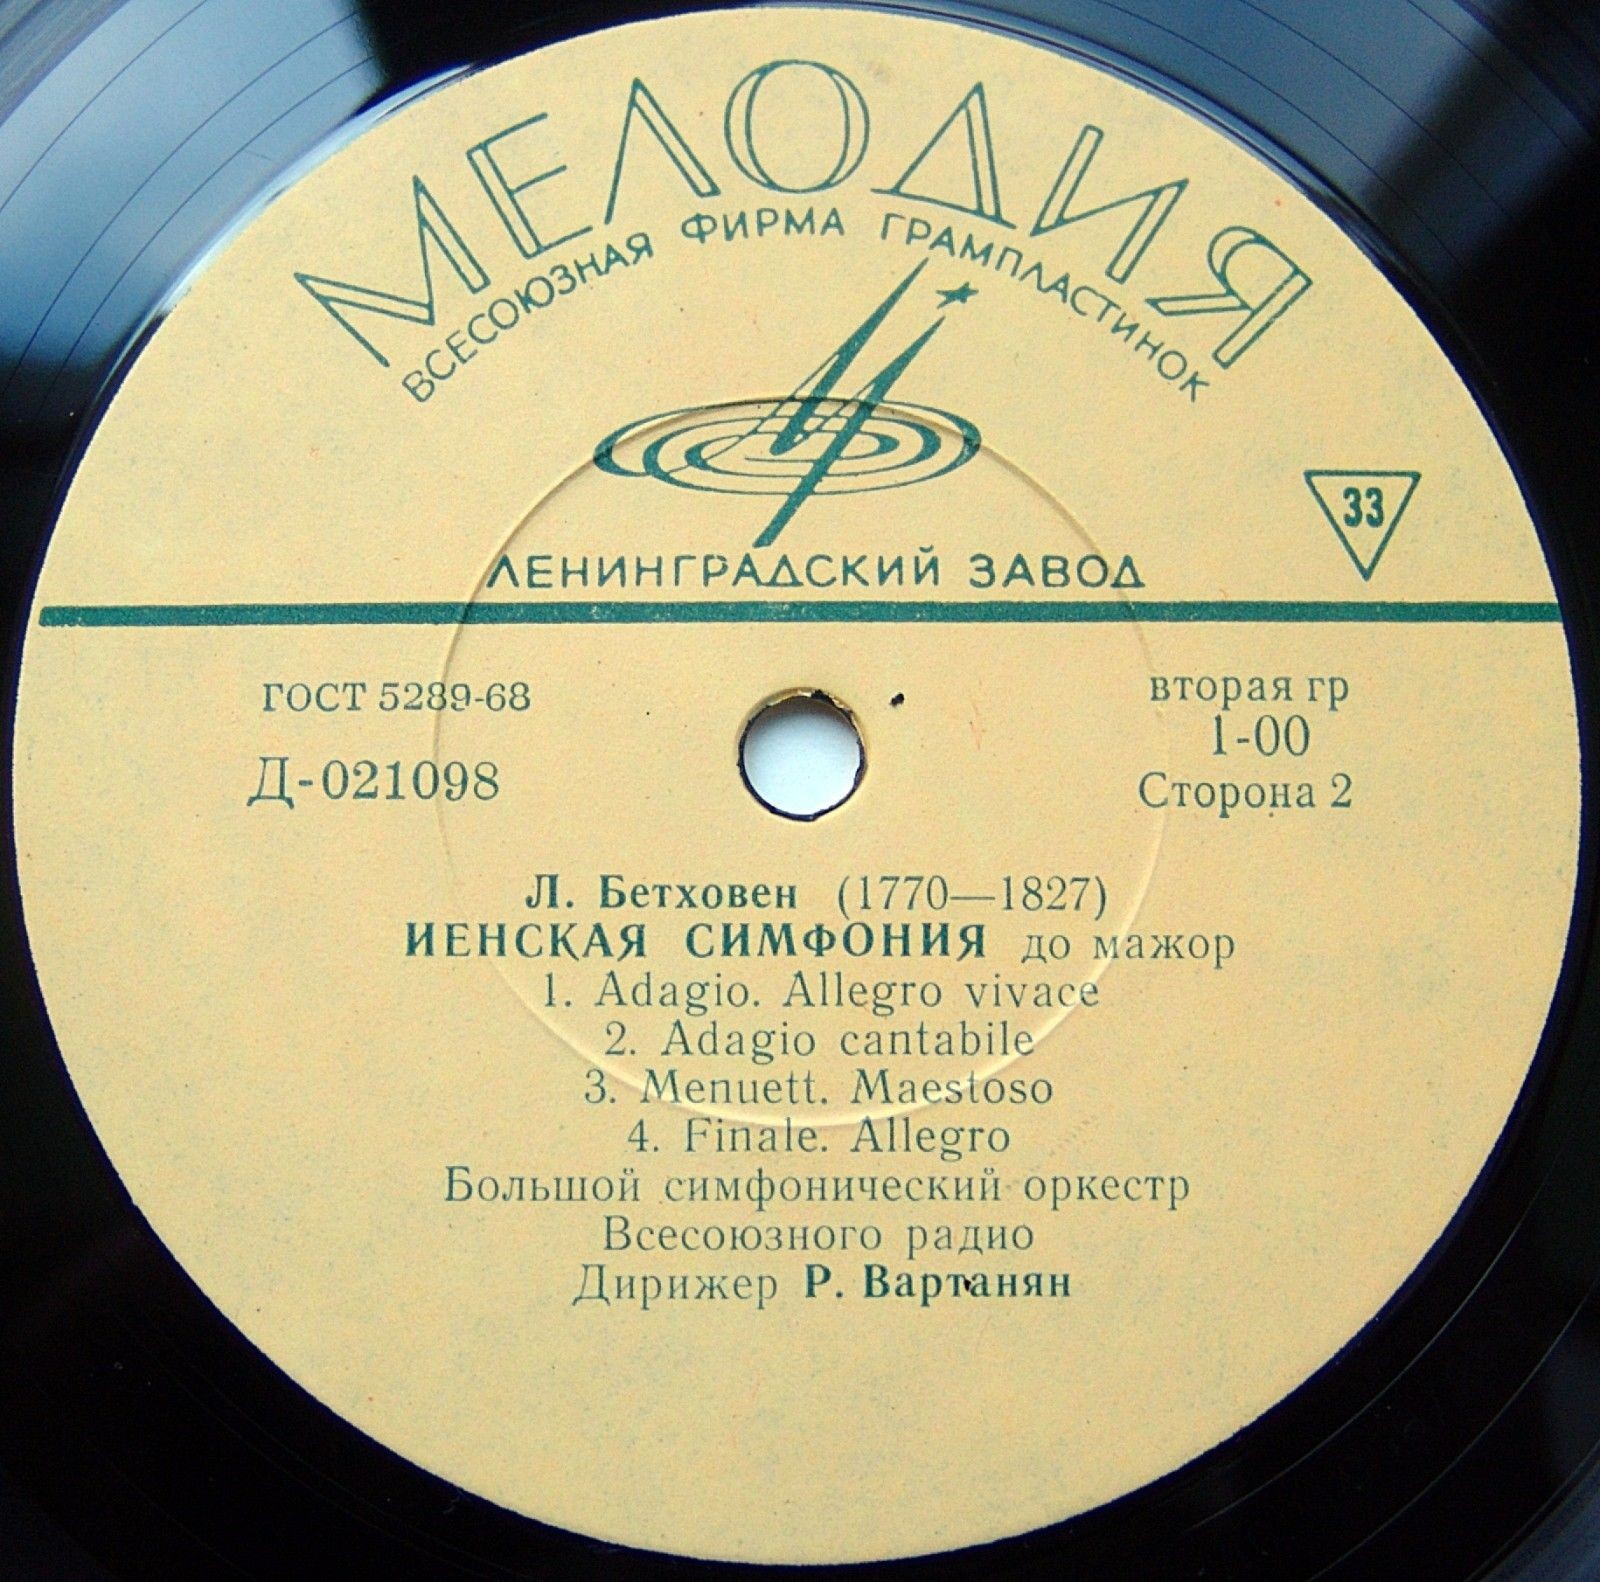 МЕЛОДИЯ
ВСЕСОЮЗНАЯ ФИРМА ГРАМПЛАСТИНОК
33
ЛЕНИНГРАДСКИЙ ЗАВОД
ГОСТ 5289-68
Д-021098
вторая гр
1-00
Сторона 2
Л. Бетховен (1770—1827)
ИЕНСКАЯ СИМФОНИЯ до мажор
1. Adagio. Allegro vivace
2. Adagio cantabile
3. Menuett. Maestoso
4. Finale. Allegro
Большой симфонический оркестр
Всесоюзного радио
Дирижер Р. Вартанян